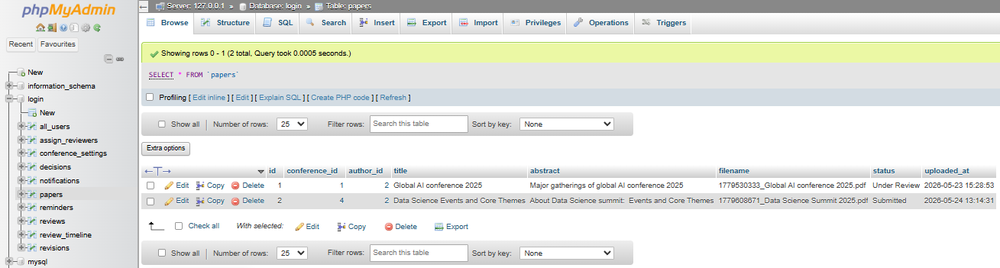 phpMyAdmin
Recent Favourites
New
information_schema
login
New
all_users
assign_reviewers
conference_settings
decisions
notifications
papers
reminders
reviews
review_timeline
revisions
mysql
Server: 127.0.0.1 » Database: login » Table: papers
Browse Structure SQL Search Insert Export Import Privileges Operations Triggers
Showing rows 0 - 1 (2 total, Query took 0.0005 seconds.)
SELECT * FROM `papers`
Profiling [ Edit inline ] [ Edit ] [ Explain SQL ] [ Create PHP code ] [ Refresh ]
Show all | Number of rows: 25 Filter rows: Search this table Sort by key: None
Extra options
←T→ id conference_id author_id title abstract filename status uploaded_at
Edit Copy Delete 1 1 2 Global AI conference 2025 Major gatherings of global AI conference 2025 1779530333_Global AI conference 2025.pdf Under Review 2026-05-23 15:28:53
Edit Copy Delete 2 4 2 Data Science Events and Core Themes About Data Science summit: Events and Core Themes 1779608671_Data Science Summit 2025.pdf Submitted 2026-05-24 13:14:31
Check all With selected: Edit Copy Delete Export
Show all | Number of rows: 25 Filter rows: Search this table Sort by key: None